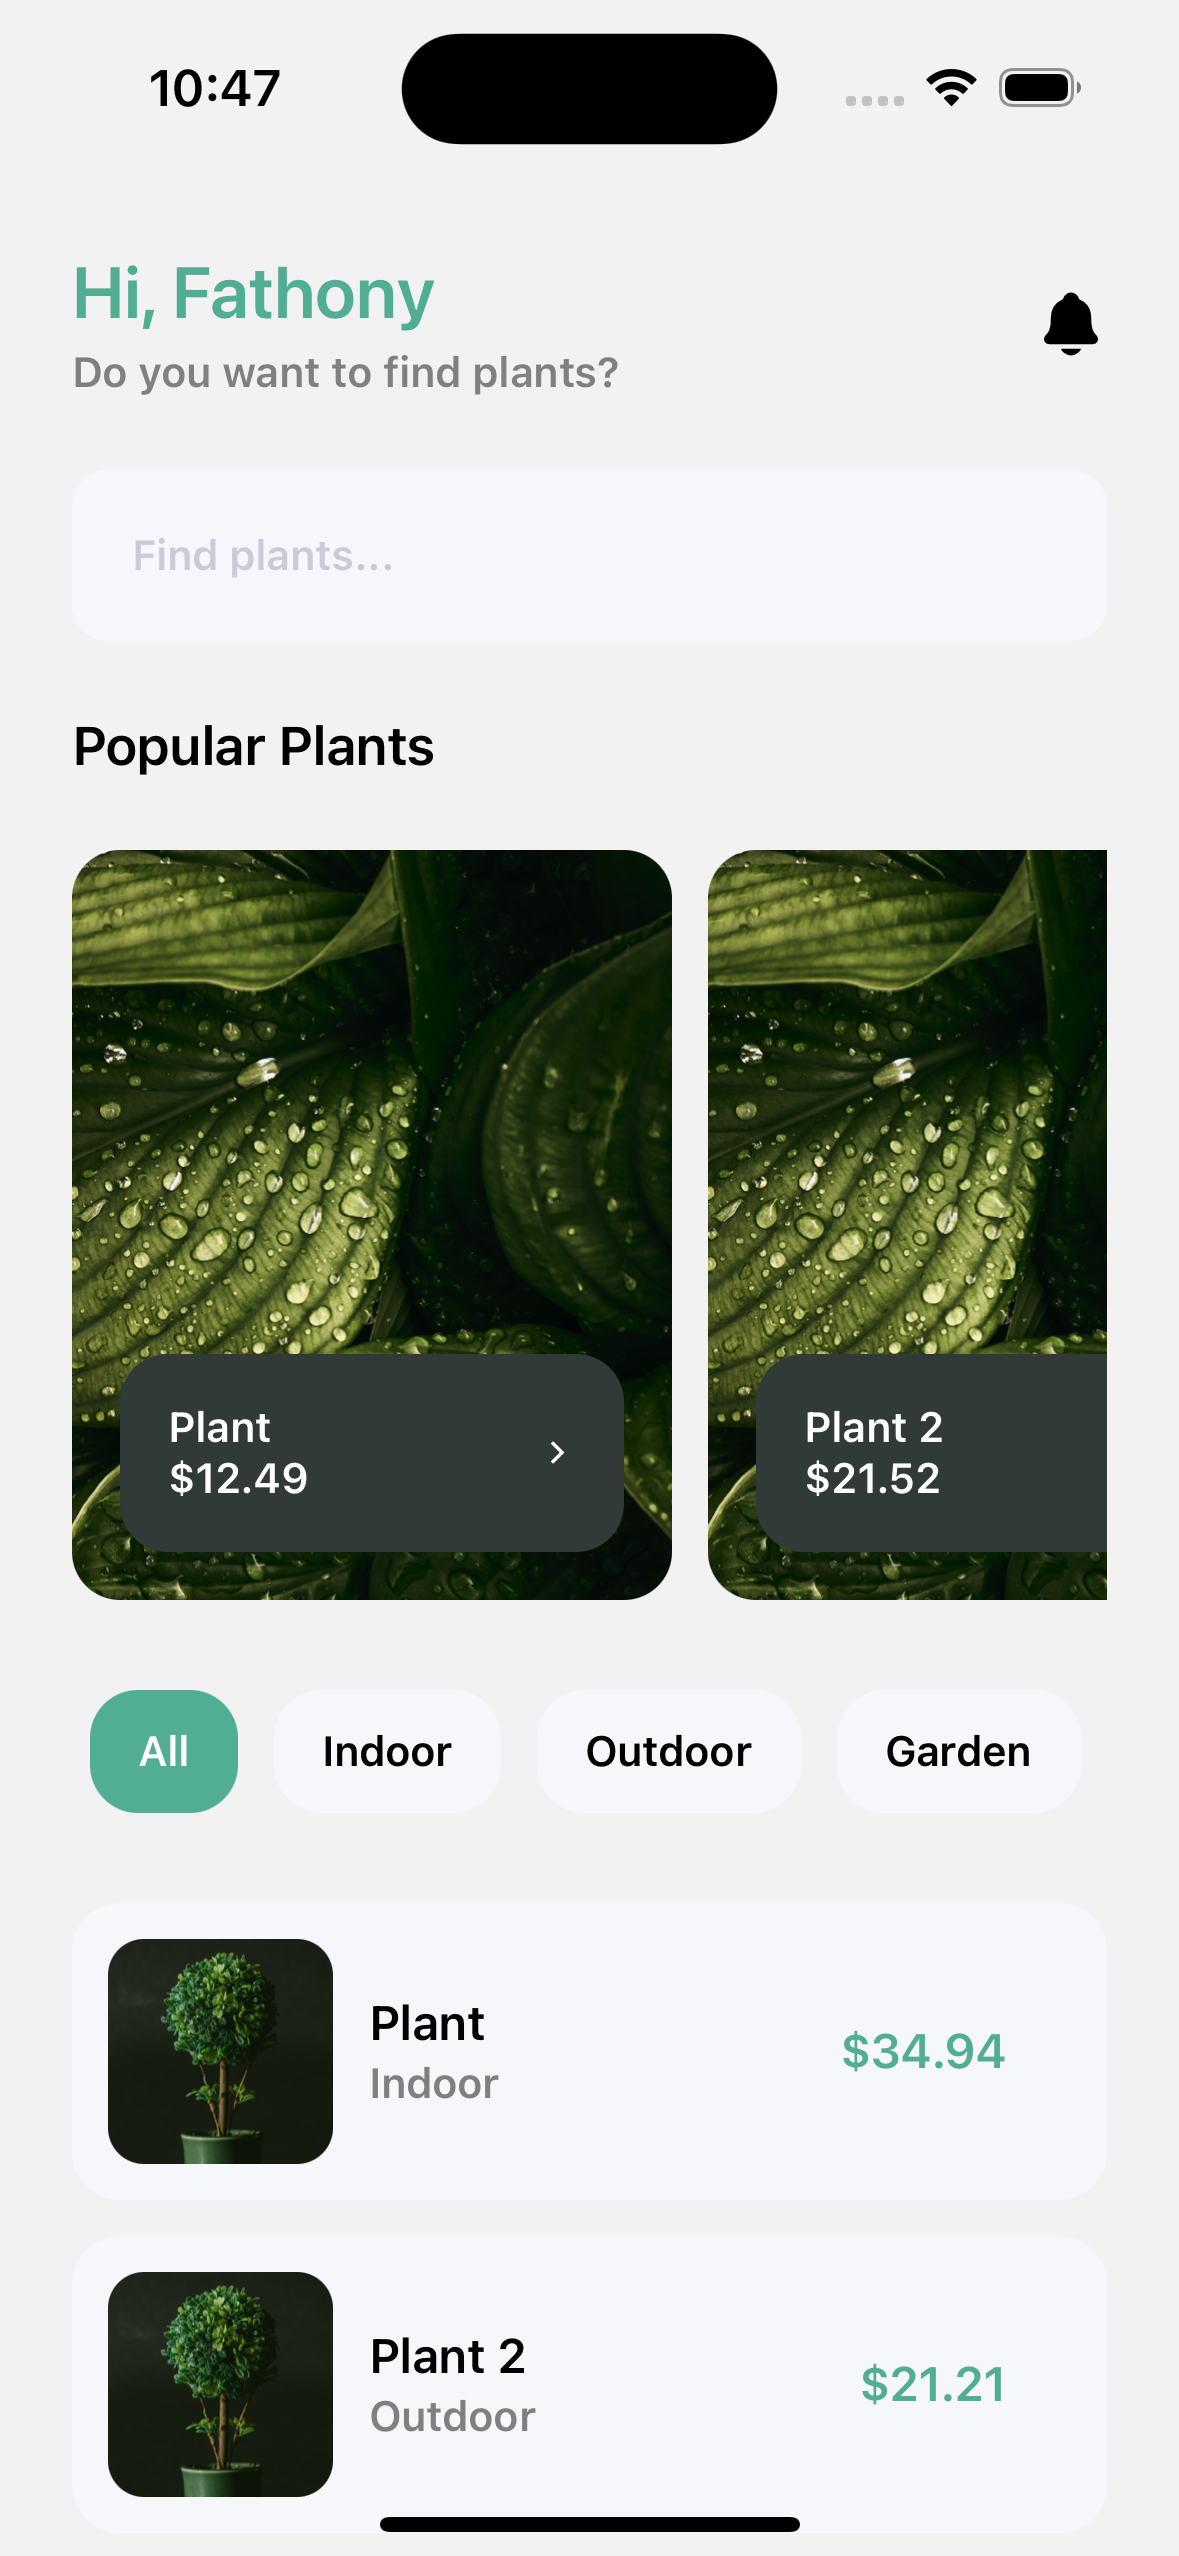 10:47
Hi, Fathony
Do you want to find plants?
Find plants...
Popular Plants
Plant
$12.49
Plant 2
$21.52
All
Indoor
Outdoor
Garden
Plant
Indoor
$34.94
Plant 2
Outdoor
$21.21